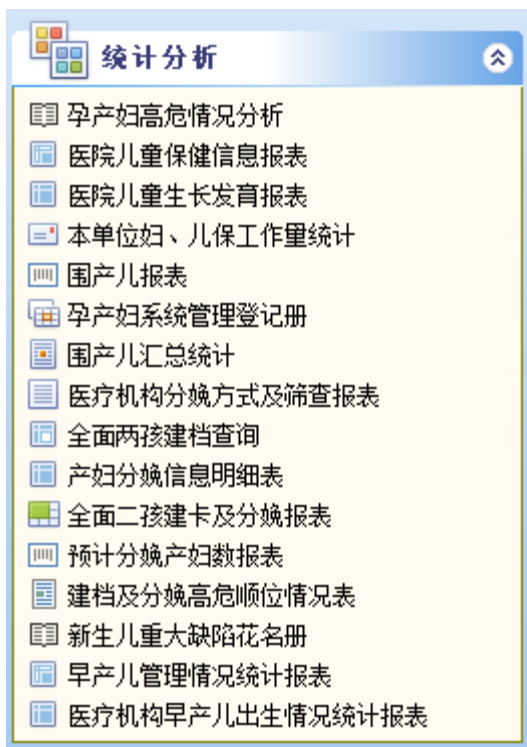 统计分析
孕产妇高危情况分析
医院儿童保健信息报表
医院儿童生长发育报表
本单位妇、儿保工作量统计
围产儿报表
孕产妇系统管理登记册
围产儿汇总统计
医疗机构分娩方式及筛查报表
全面两孩建档查询
产妇分娩信息明细表
全面二孩建卡及分娩报表
预计分娩产妇数报表
建档及分娩高危顺位情况表
新生儿重大缺陷花名册
早产儿管理情况统计报表
医疗机构早产儿出生情况统计报表